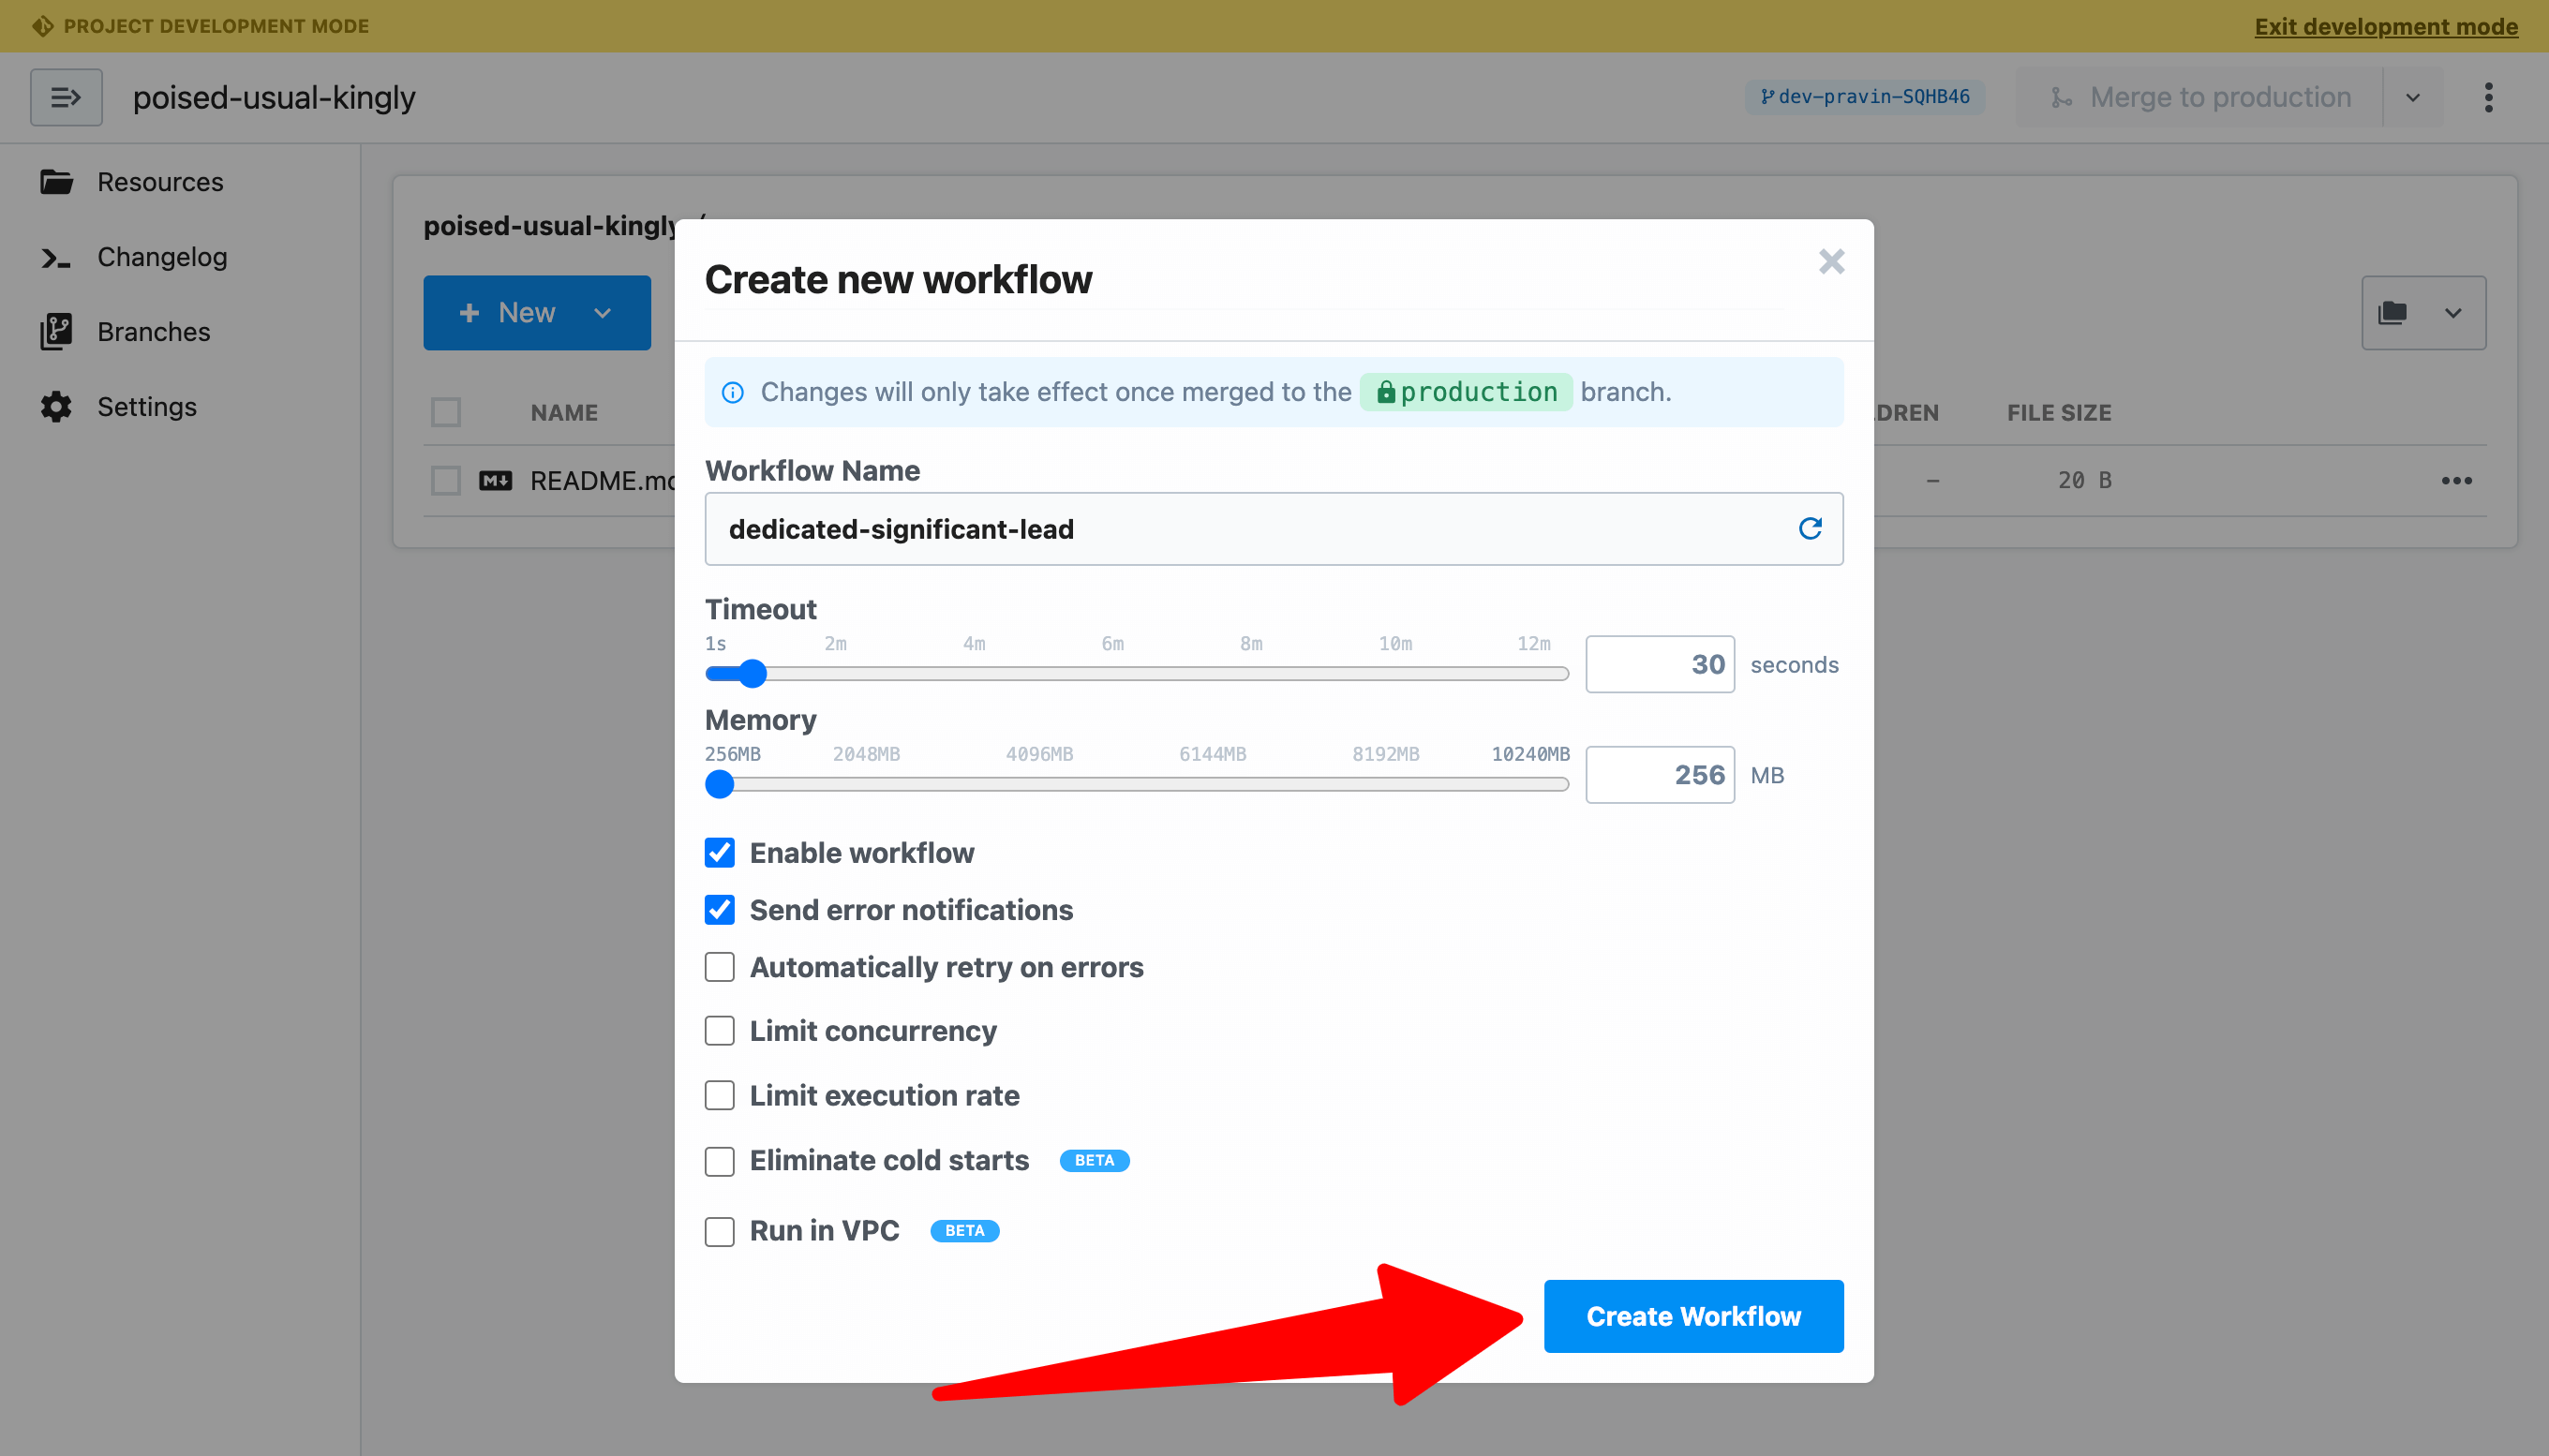 PROJECT DEVELOPMENT MODE
Exit development mode
poised-usual-kingly
dev-pravin-SQHB46
Merge to production
Resources
Changelog
Branches
Settings
poised-usual-kingly /
New
NAME
FILE SIZE
README.m
–
20 B
Create new workflow
Changes will only take effect once merged to the production branch.
Workflow Name
dedicated-significant-lead
Timeout
1s 2m 4m 6m 8m 10m 12m
30 seconds
Memory
256MB 2048MB 4096MB 6144MB 8192MB 10240MB
256 MB
Enable workflow
Send error notifications
Automatically retry on errors
Limit concurrency
Limit execution rate
Eliminate cold starts BETA
Run in VPC BETA
Create Workflow